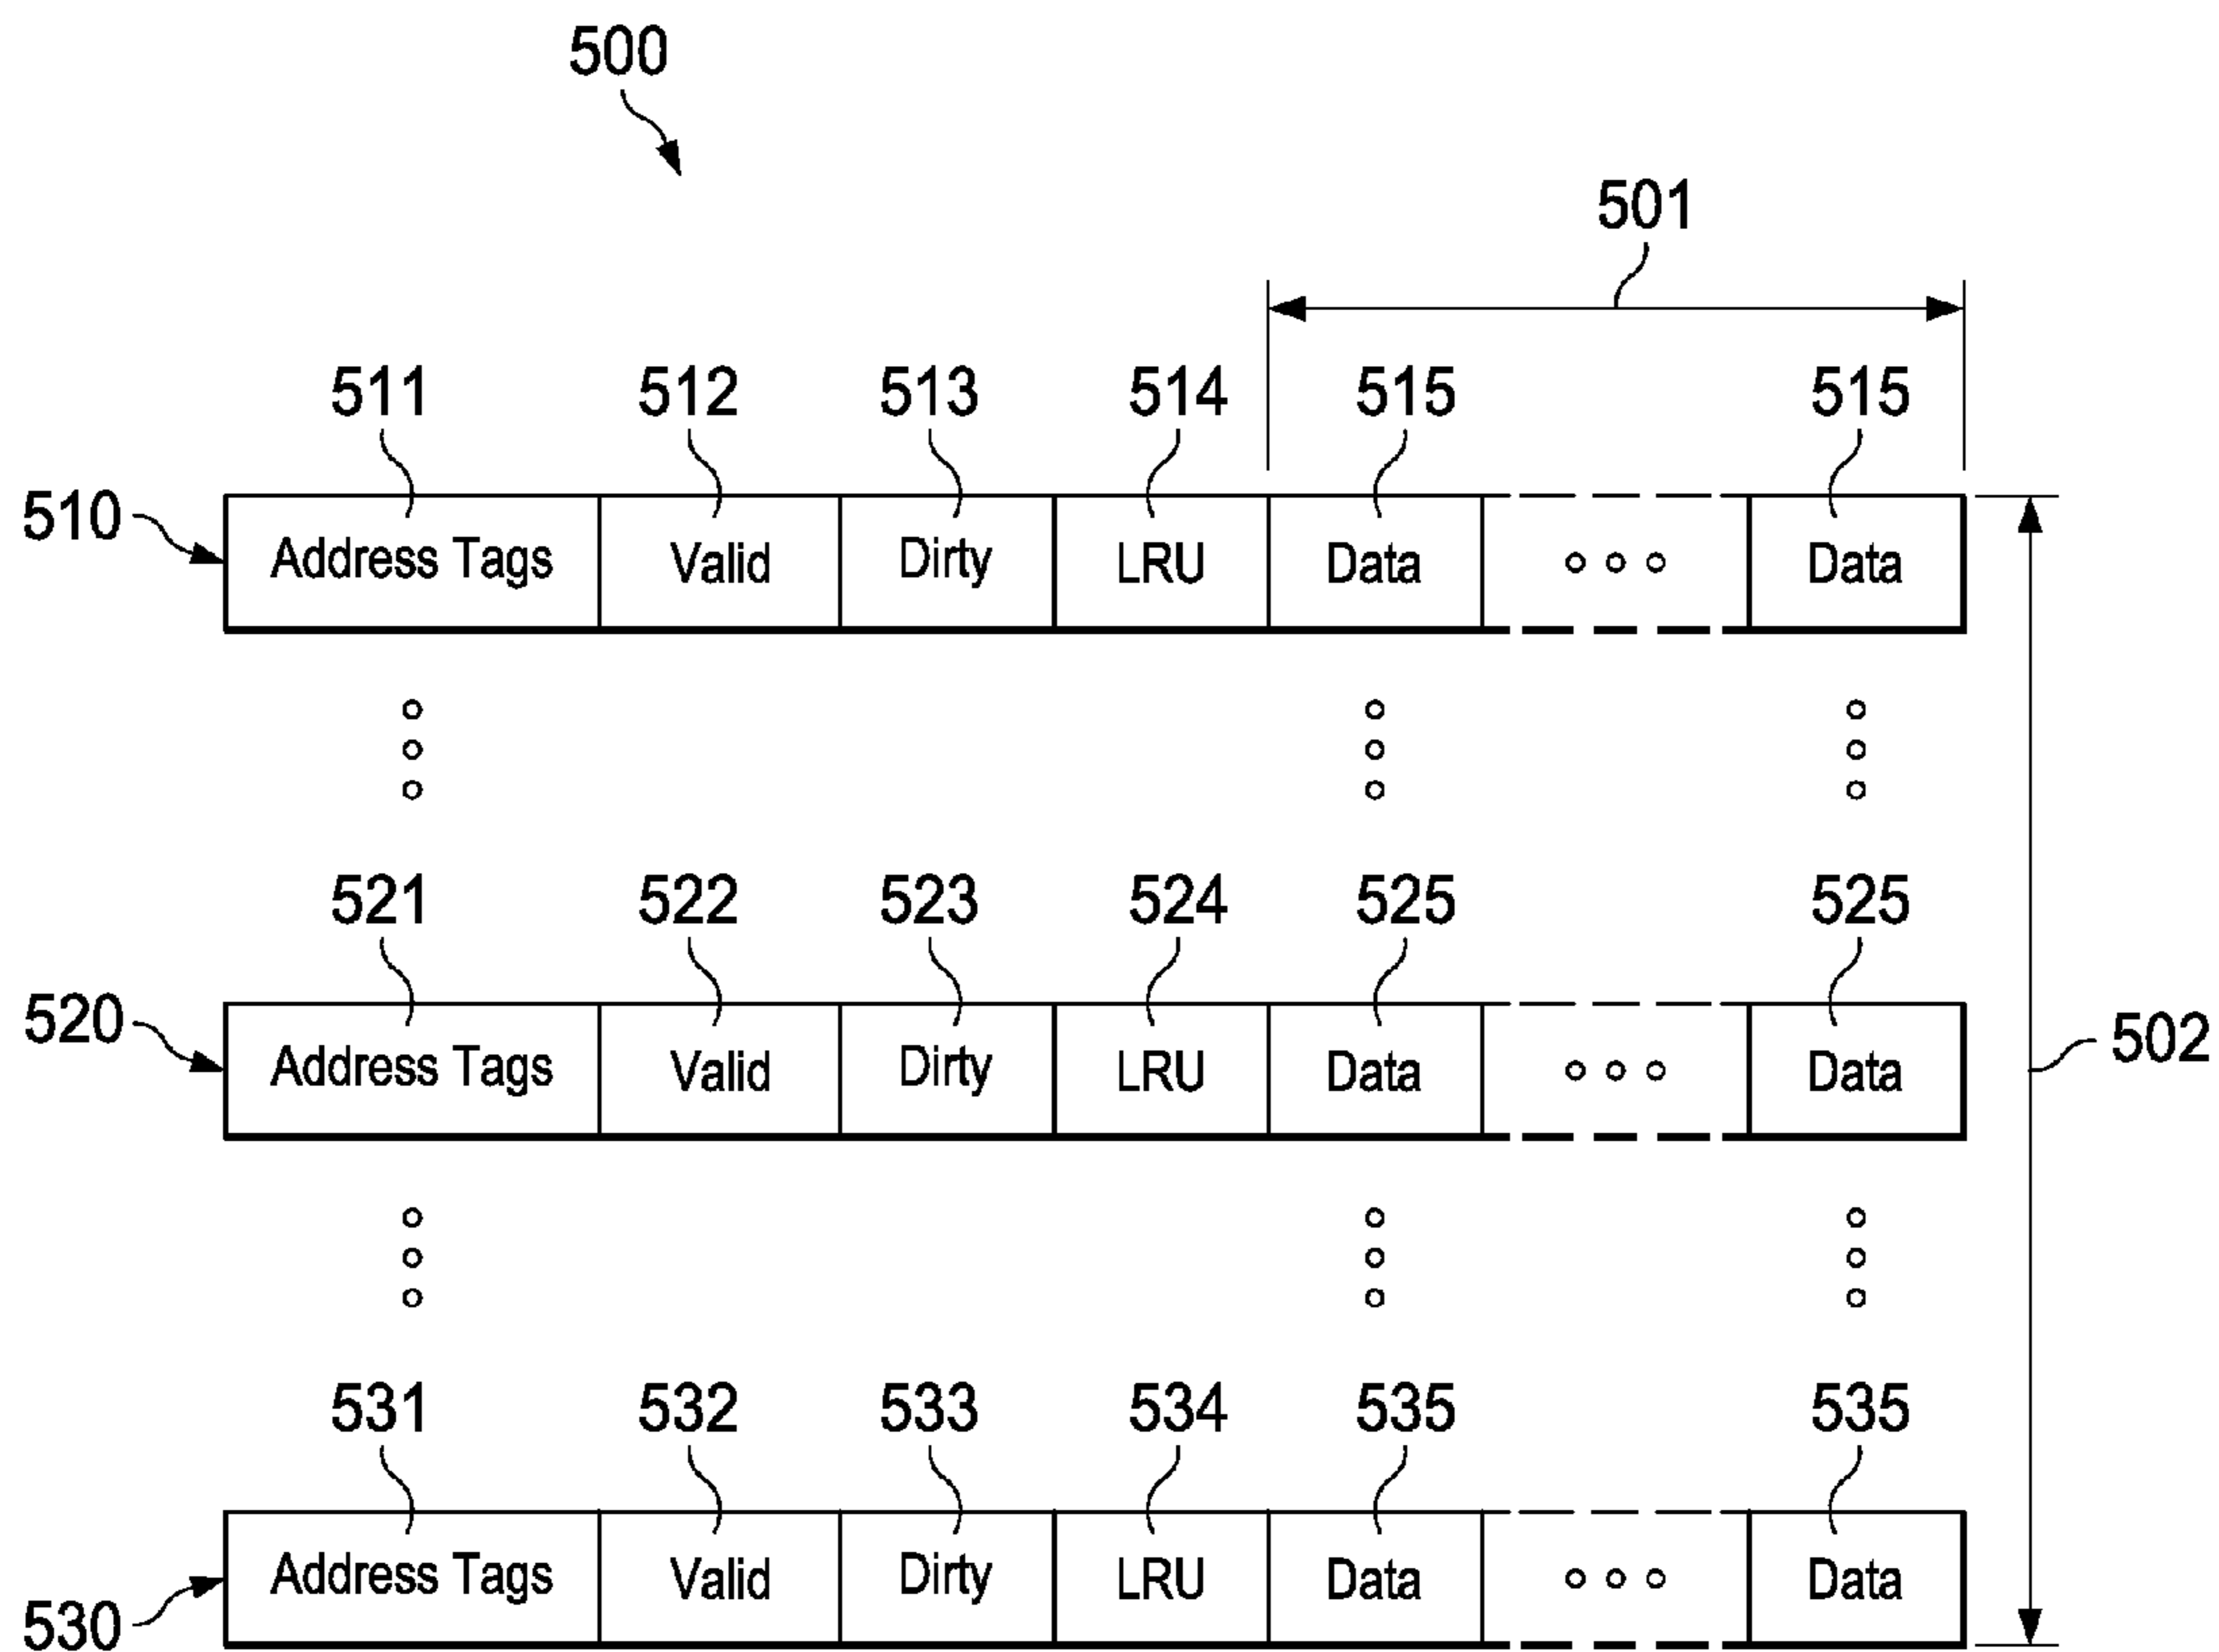 500
501
511 512 513 514 515 515
510
Address Tags Valid Dirty LRU Data Data
521 522 523 524 525 525
520
Address Tags Valid Dirty LRU Data Data
502
531 532 533 534 535 535
Address Tags Valid Dirty LRU Data Data
530